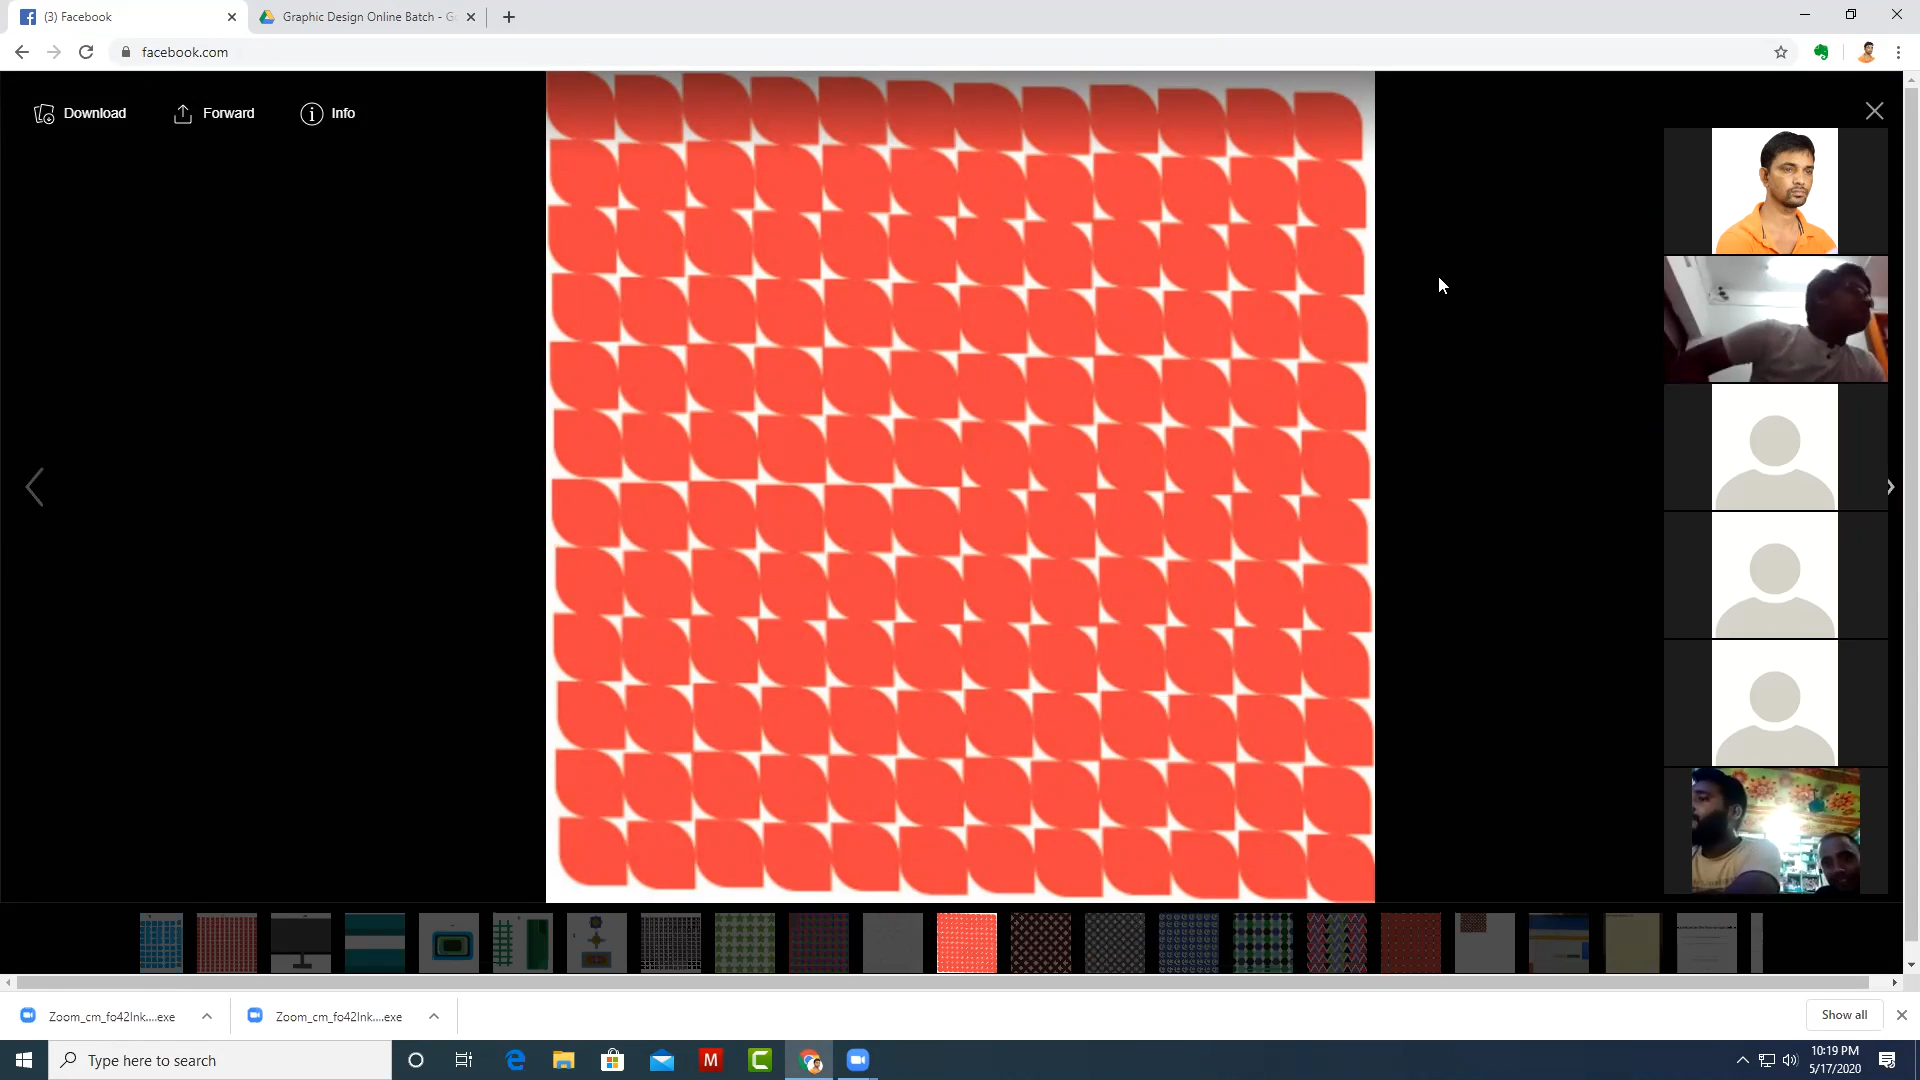 (3) Facebook
Graphic Design Online Batch - G
facebook.com
Download
Forward
Info
Zoom_cm_fo42lnk....exe
Zoom_cm_fo42lnk....exe
Show all
Type here to search
10:19 PM
5/17/2020